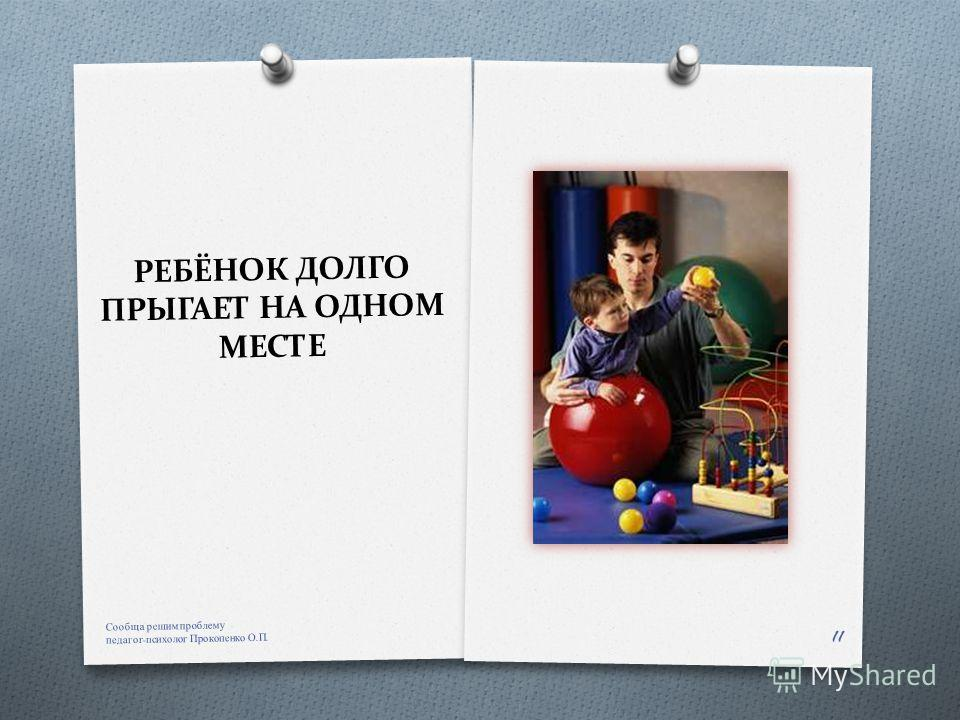 РЕБЁНОК ДОЛГО
ПРЫГАЕТ НА ОДНОМ
МЕСТЕ
Сообща решим проблему
педагог-психолог Прокопенко О.П.
11
MyShared